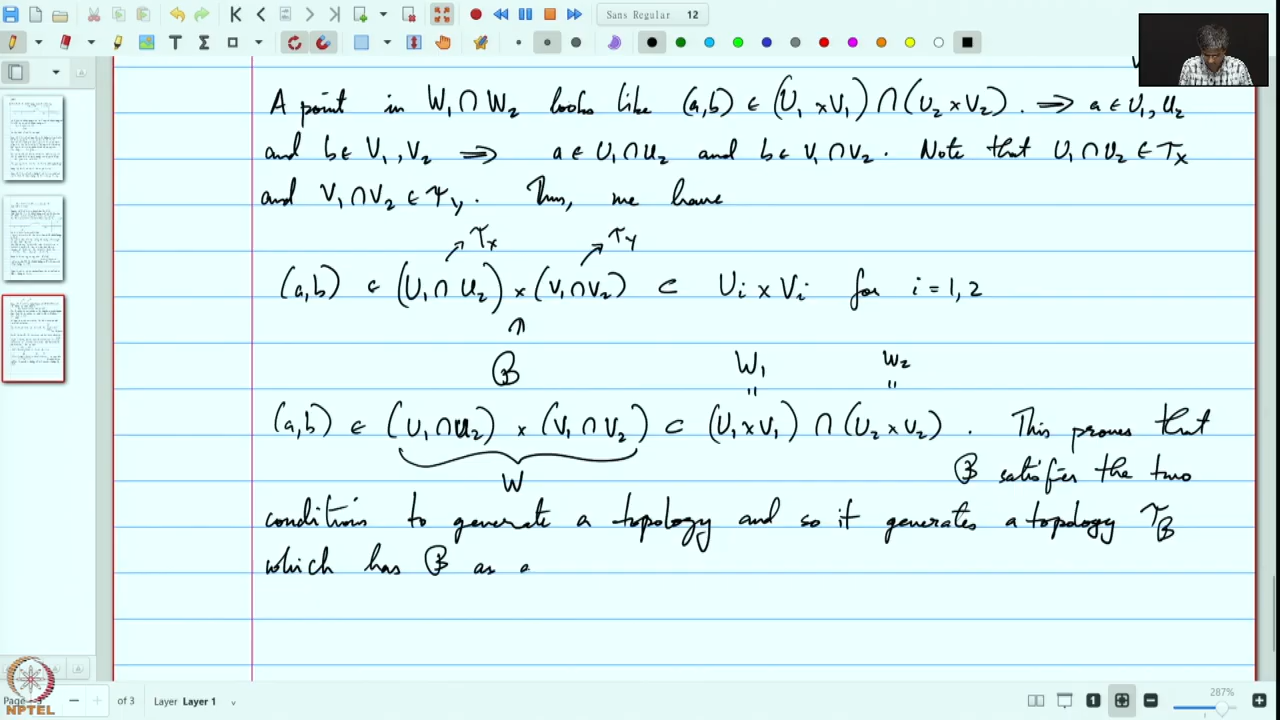 Sans Regular 12
A point in W₁ ∩ W₂ looks like (a,b) ∈ (U₁ × V₁) ∩ (U₂ × V₂). ⟹ a ∈ U₁, U₂
and b ∈ V₁, V₂ ⟹ a ∈ U₁ ∩ U₂ and b ∈ V₁ ∩ V₂. Note that U₁ ∩ U₂ ∈ τ_X
and V₁ ∩ V₂ ∈ τ_Y. Thus, we have
↗ τ_X ↗ τ_Y
(a,b) ∈ (U₁ ∩ U₂) × (V₁ ∩ V₂) ⊂ Uᵢ × Vᵢ for i = 1, 2
↑
B W₁ W₂
" "
(a,b) ∈ (U₁ ∩ U₂) × (V₁ ∩ V₂) ⊂ (U₁ × V₁) ∩ (U₂ × V₂). This proves that
W B satisfies the two
conditions to generate a topology and so it generates a topology τ_B
which has B as a
NPTEL
Page
3
of 3
Layer
Layer 1
287%